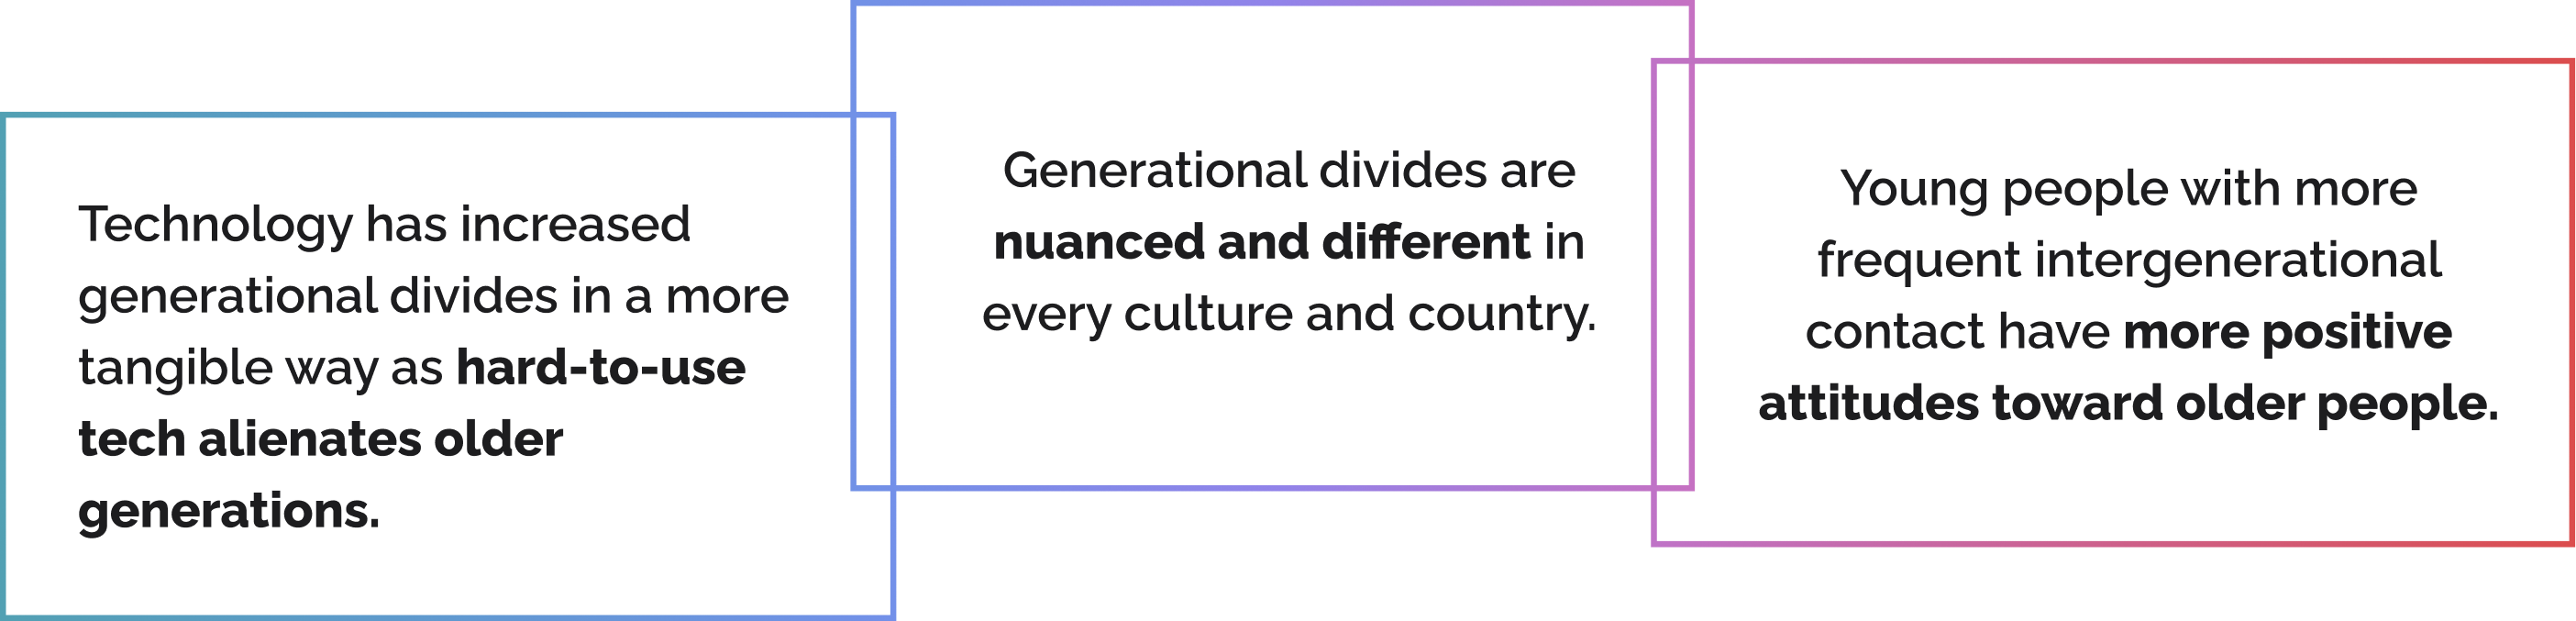 Technology has increased
generational divides in a more
tangible way as hard-to-use
tech alienates older
generations.
Generational divides are
nuanced and different in
every culture and country.
Young people with more
frequent intergenerational
contact have more positive
attitudes toward older people.